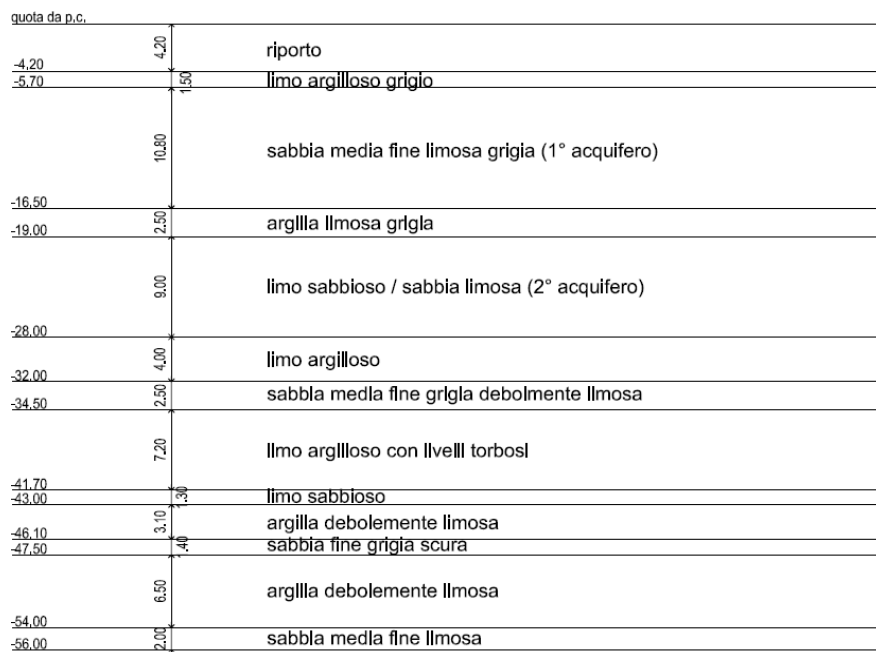 quota da p.c.
4.20
riporto
-4,20
1.50
limo argilloso grigio
-5,70
10.80
sabbia media fine limosa grigia (1° acquifero)
-16,50
2.50
argilla limosa grigia
-19.00
9.00
limo sabbioso / sabbia limosa (2° acquifero)
-28,00
4.00
limo argilloso
-32.00
2.50
sabbia media fine grigia debolmente limosa
-34,50
7.20
limo argilloso con livelli torbosi
-41.70
1.30
limo sabbioso
-43.00
3.10
argilla debolemente limosa
-46,10
1.40
sabbia fine grigia scura
-47,50
6.50
argilla debolemente limosa
-54,00
2.00
sabbia media fine limosa
-56,00